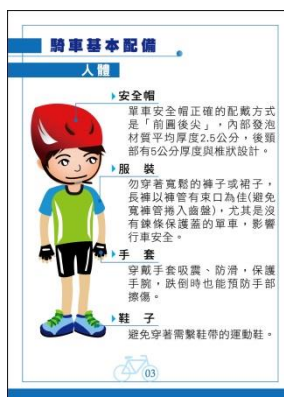 騎車基本配備
人體
安全帽
單車安全帽正確的配戴方式
是「前圓後尖」，內部發泡
材質平均厚度2.5公分，後頸
部有5公分厚度與椎狀設計。
服 裝
勿穿著寬鬆的褲子或裙子，
長褲以褲管有束口為佳(避免
寬褲管捲入齒盤)，尤其是沒
有鍊條保護蓋的單車，影響
行車安全。
手 套
穿戴手套吸震、防滑，保護
手腕，跌倒時也能預防手部
擦傷。
鞋 子
避免穿著需繫鞋帶的運動鞋。
03